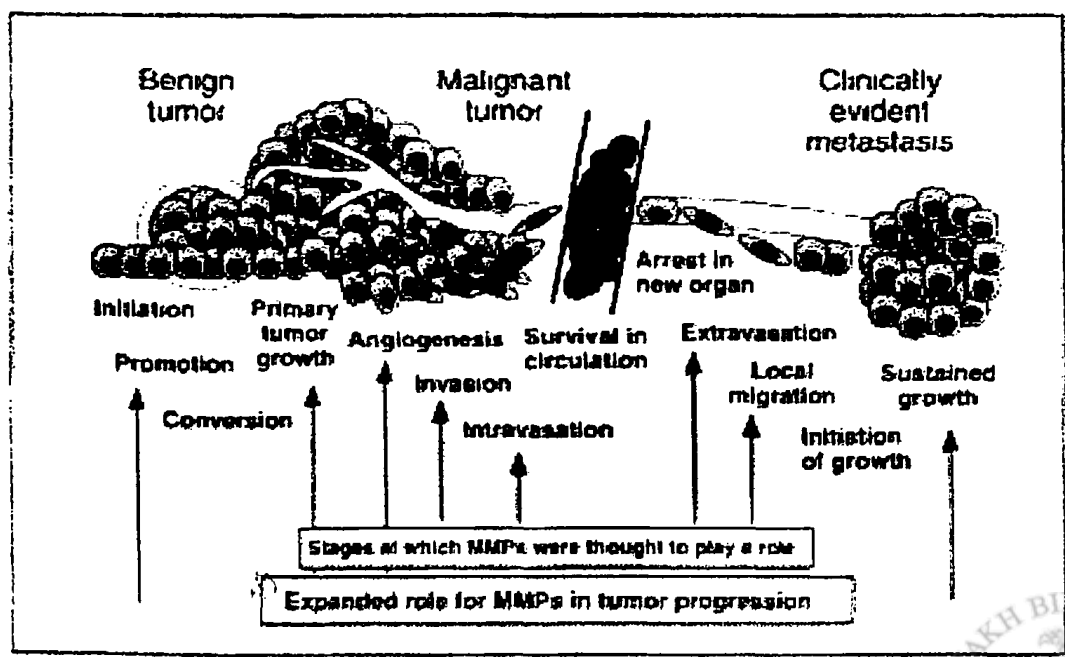 Benign
tumor
Malignant
tumor
Clinically
evident
metastasis
Arrest in
new organ
Initiation
Primary
tumor
growth
Angiogenesis
Survival in
circulation
Extravasation
Promotion
Invasion
Local
migration
Sustained
growth
Conversion
Intravasation
Initiation
of growth
Stages at which MMPs were thought to play a role
Expanded role for MMPs in tumor progression
AKH BI